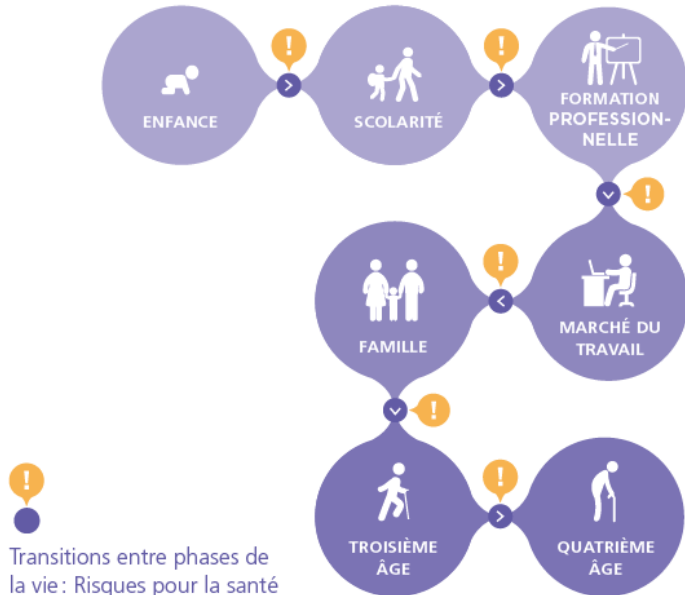 ENFANCE
SCOLARITÉ
FORMATION
PROFESSION-
NELLE
FAMILLE
MARCHÉ DU
TRAVAIL
TROISIÈME
ÂGE
QUATRIÈME
ÂGE
Transitions entre phases de
la vie : Risques pour la santé